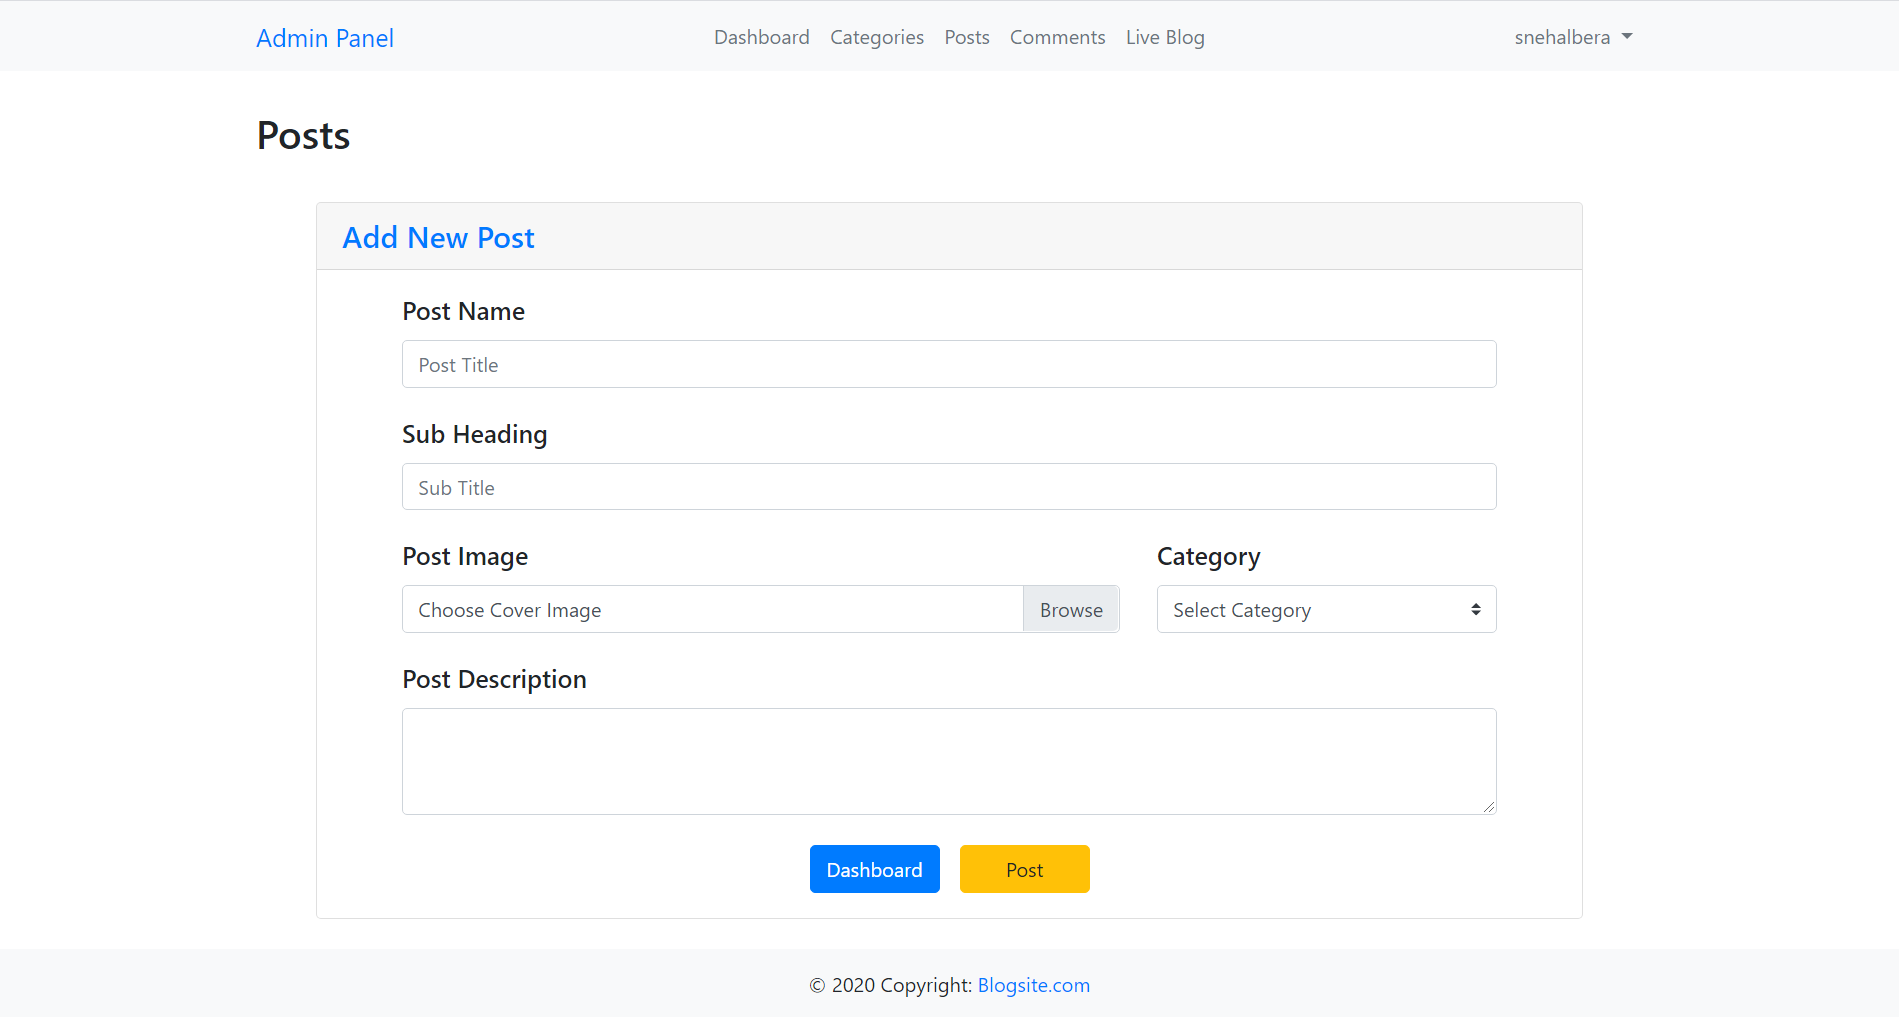 Admin Panel Dashboard Categories Posts Comments Live Blog snehalbera
Posts
Add New Post
Post Name
Post Title
Sub Heading
Sub Title
Post Image Category
Choose Cover Image Browse Select Category
Post Description
Dashboard Post
© 2020 Copyright: Blogsite.com